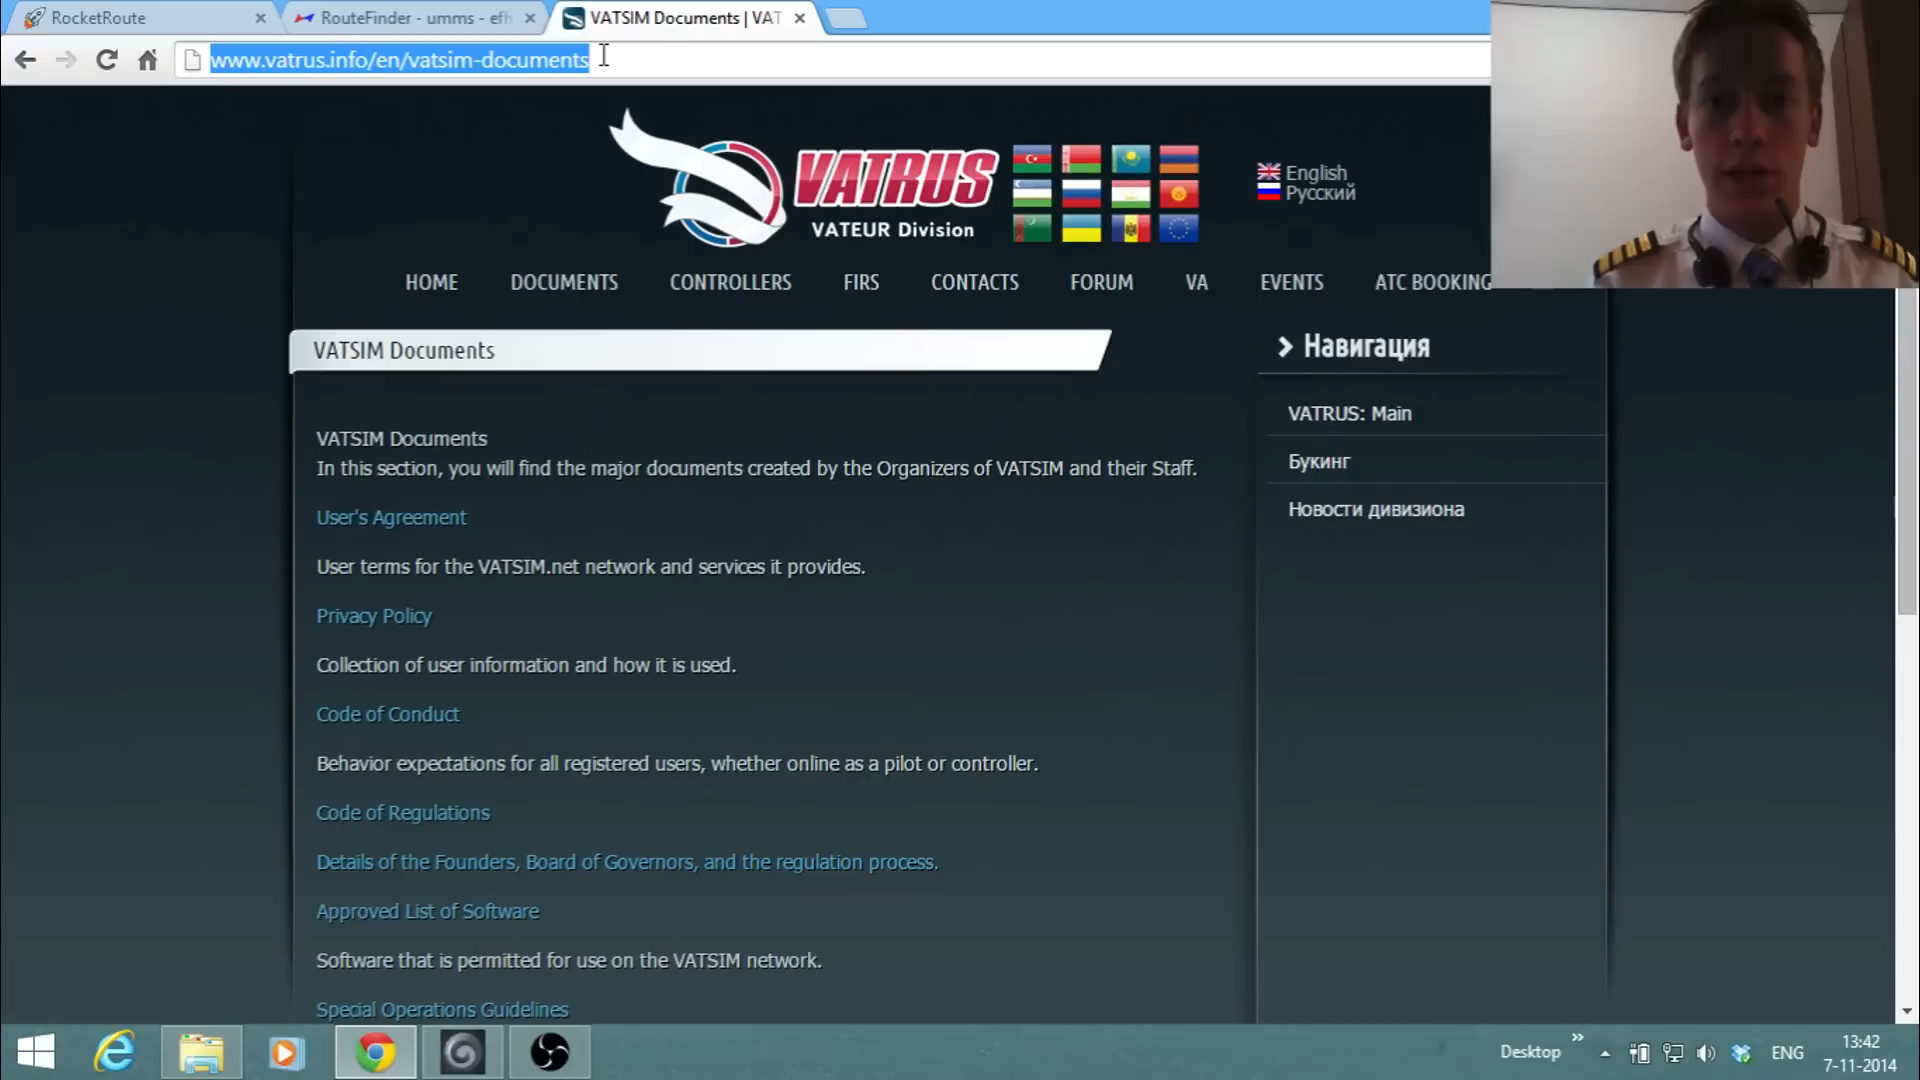 RocketRoute
RouteFinder - umms - efh
VATSIM Documents | VAT
www.vatrus.info/en/vatsim-documents
VATRUS
VATEUR Division
English
Русский
HOME DOCUMENTS CONTROLLERS FIRS CONTACTS FORUM VA EVENTS ATC BOOKING
VATSIM Documents
Навигация
VATRUS: Main
Букинг
Новости дивизиона
VATSIM Documents
In this section, you will find the major documents created by the Organizers of VATSIM and their Staff.
User's Agreement
User terms for the VATSIM.net network and services it provides.
Privacy Policy
Collection of user information and how it is used.
Code of Conduct
Behavior expectations for all registered users, whether online as a pilot or controller.
Code of Regulations
Details of the Founders, Board of Governors, and the regulation process.
Approved List of Software
Software that is permitted for use on the VATSIM network.
Special Operations Guidelines
Desktop
ENG
13:42
7-11-2014